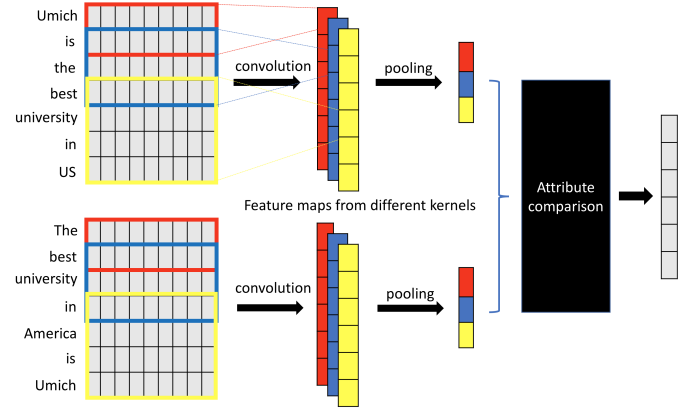 Umich
is
the
best
university
in
US
convolution
pooling
Feature maps from different kernels
Attribute
comparison
The
best
university
in
America
is
Umich
convolution
pooling